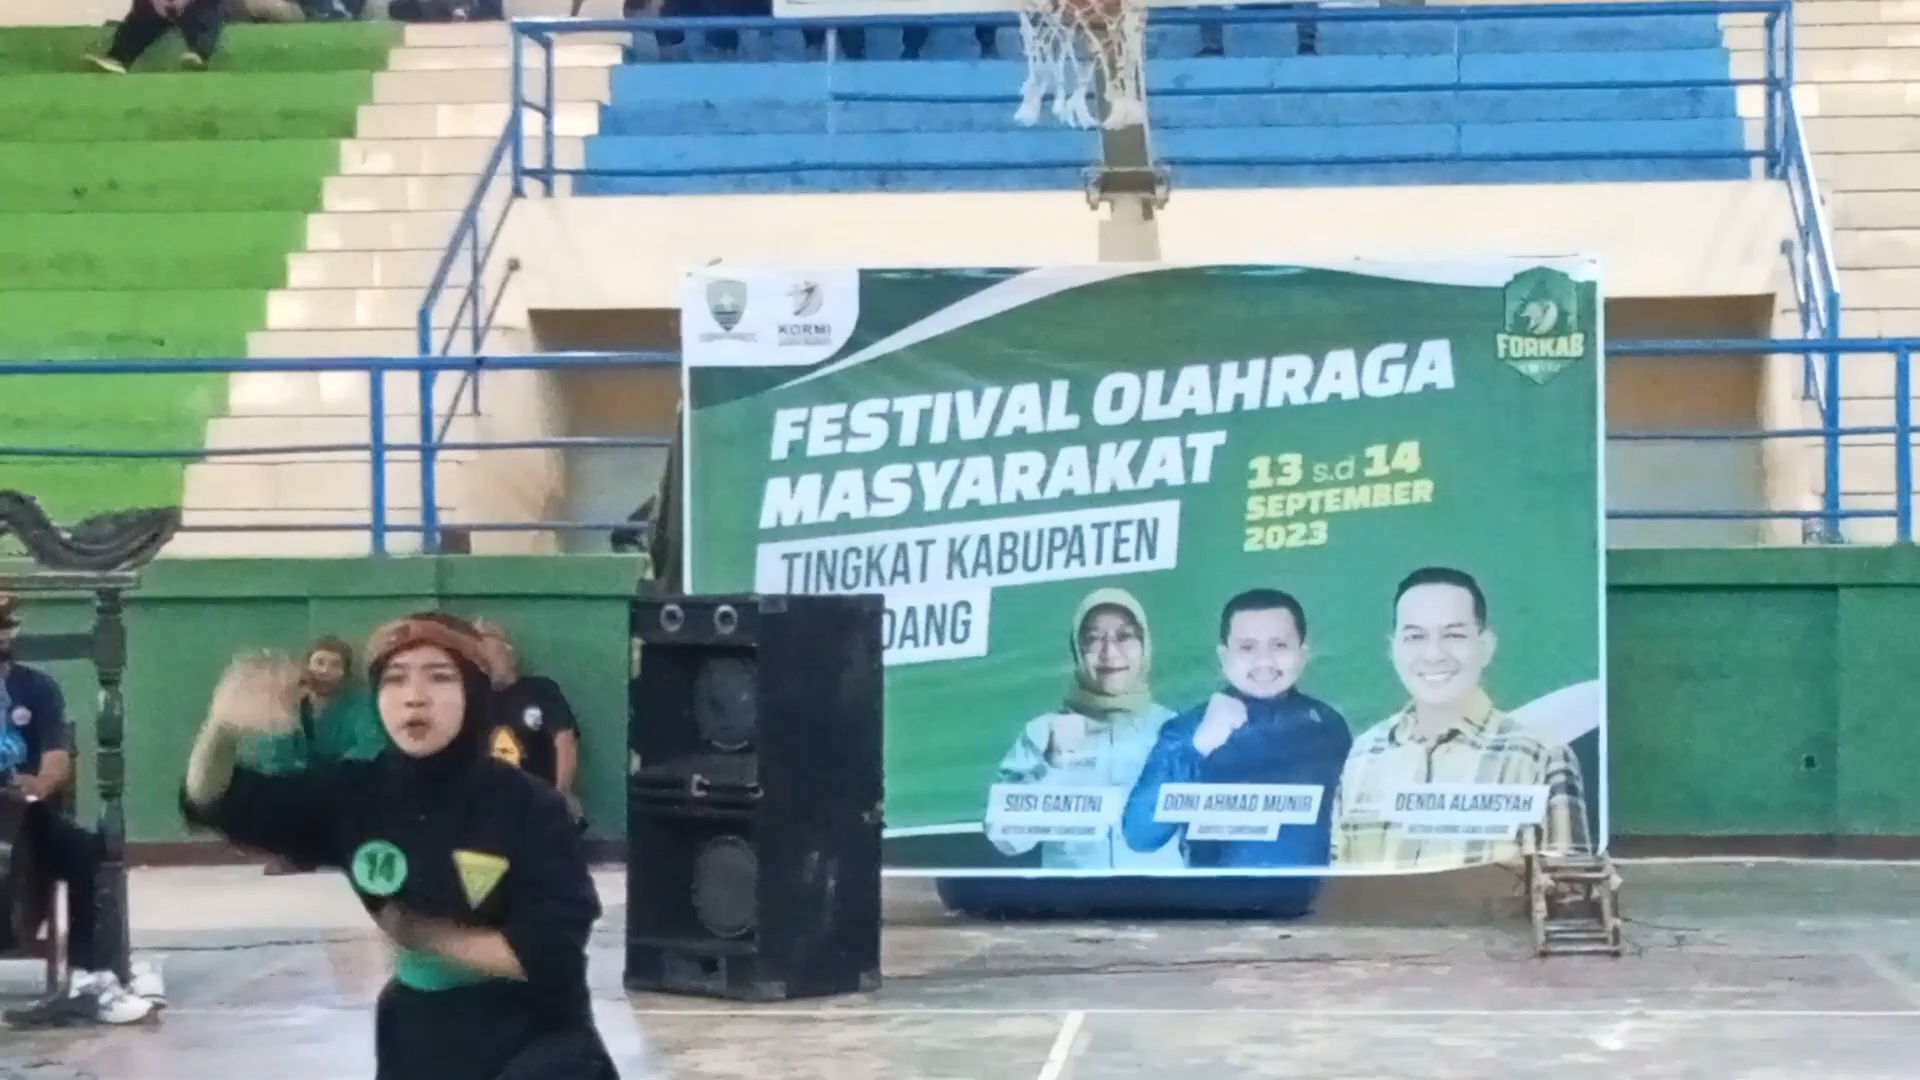 KORMI
FORKAB
FESTIVAL OLAHRAGA
MASYARAKAT
13 s.d 14
SEPTEMBER
2023
TINGKAT KABUPATEN
DANG
SUSI GANTINI
DONI AHMAD MUNIR
DENDA ALAMSYAH
14